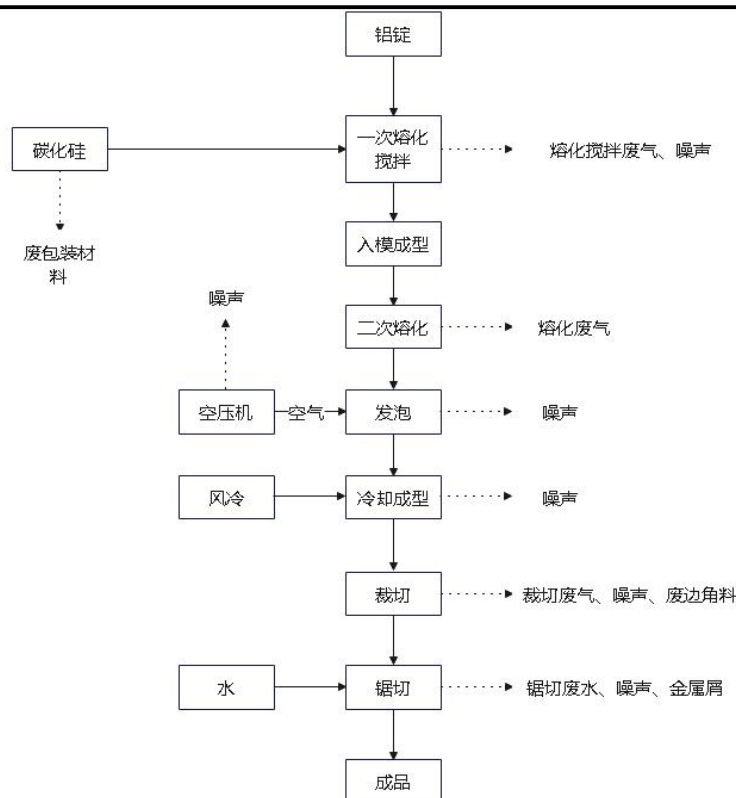 铝锭
碳化硅
一次熔化
搅拌
熔化搅拌废气、噪声
废包装材
料
入模成型
噪声
二次熔化
熔化废气
空压机
空气
发泡
噪声
风冷
冷却成型
噪声
裁切
裁切废气、噪声、废边角料
水
锯切
锯切废水、噪声、金属屑
成品